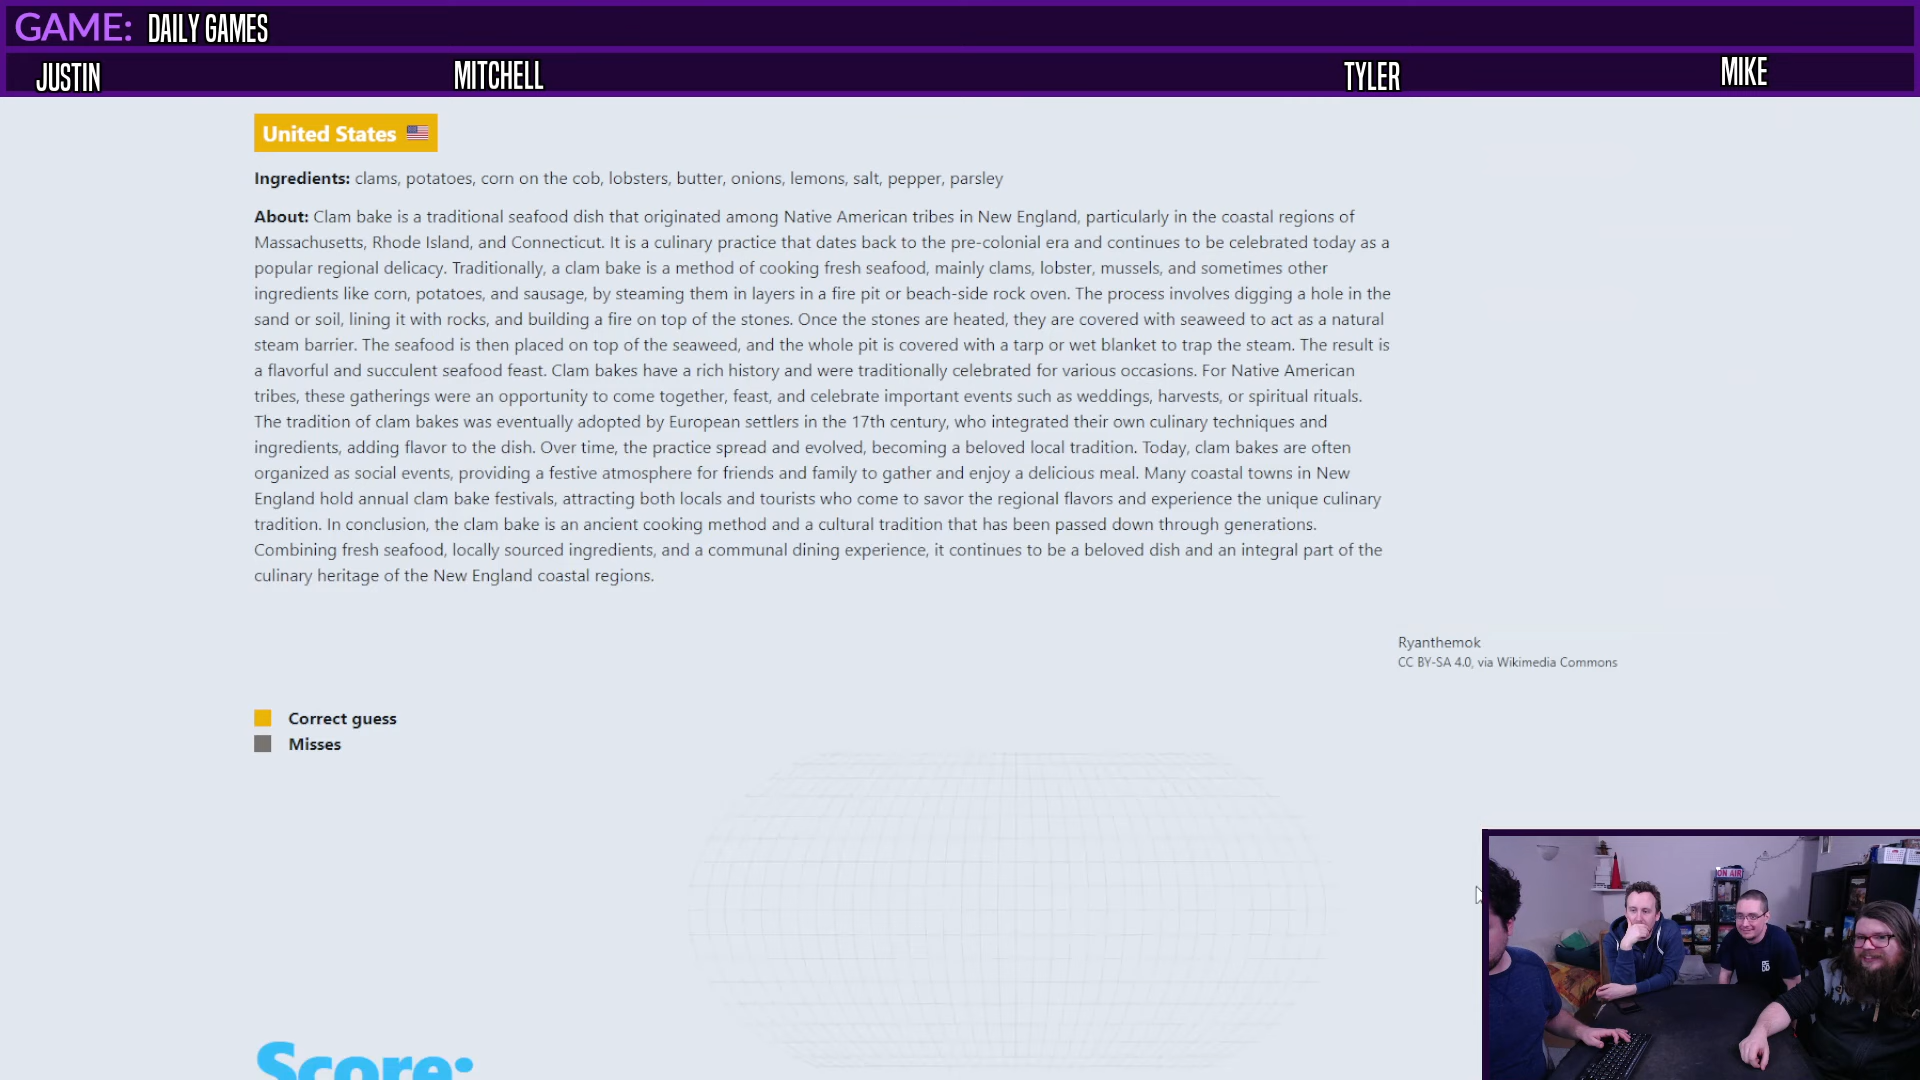 GAME: DAILY GAMES
JUSTIN MITCHELL TYLER MIKE
United States
Ingredients: clams, potatoes, corn on the cob, lobsters, butter, onions, lemons, salt, pepper, parsley
About: Clam bake is a traditional seafood dish that originated among Native American tribes in New England, particularly in the coastal regions of
Massachusetts, Rhode Island, and Connecticut. It is a culinary practice that dates back to the pre-colonial era and continues to be celebrated today as a
popular regional delicacy. Traditionally, a clam bake is a method of cooking fresh seafood, mainly clams, lobster, mussels, and sometimes other
ingredients like corn, potatoes, and sausage, by steaming them in layers in a fire pit or beach-side rock oven. The process involves digging a hole in the
sand or soil, lining it with rocks, and building a fire on top of the stones. Once the stones are heated, they are covered with seaweed to act as a natural
steam barrier. The seafood is then placed on top of the seaweed, and the whole pit is covered with a tarp or wet blanket to trap the steam. The result is
a flavorful and succulent seafood feast. Clam bakes have a rich history and were traditionally celebrated for various occasions. For Native American
tribes, these gatherings were an opportunity to come together, feast, and celebrate important events such as weddings, harvests, or spiritual rituals.
The tradition of clam bakes was eventually adopted by European settlers in the 17th century, who integrated their own culinary techniques and
ingredients, adding flavor to the dish. Over time, the practice spread and evolved, becoming a beloved local tradition. Today, clam bakes are often
organized as social events, providing a festive atmosphere for friends and family to gather and enjoy a delicious meal. Many coastal towns in New
England hold annual clam bake festivals, attracting both locals and tourists who come to savor the regional flavors and experience the unique culinary
tradition. In conclusion, the clam bake is an ancient cooking method and a cultural tradition that has been passed down through generations.
Combining fresh seafood, locally sourced ingredients, and a communal dining experience, it continues to be a beloved dish and an integral part of the
culinary heritage of the New England coastal regions.
Ryanthemok
CC BY-SA 4.0, via Wikimedia Commons
Correct guess
Misses
ON AIR
Score: